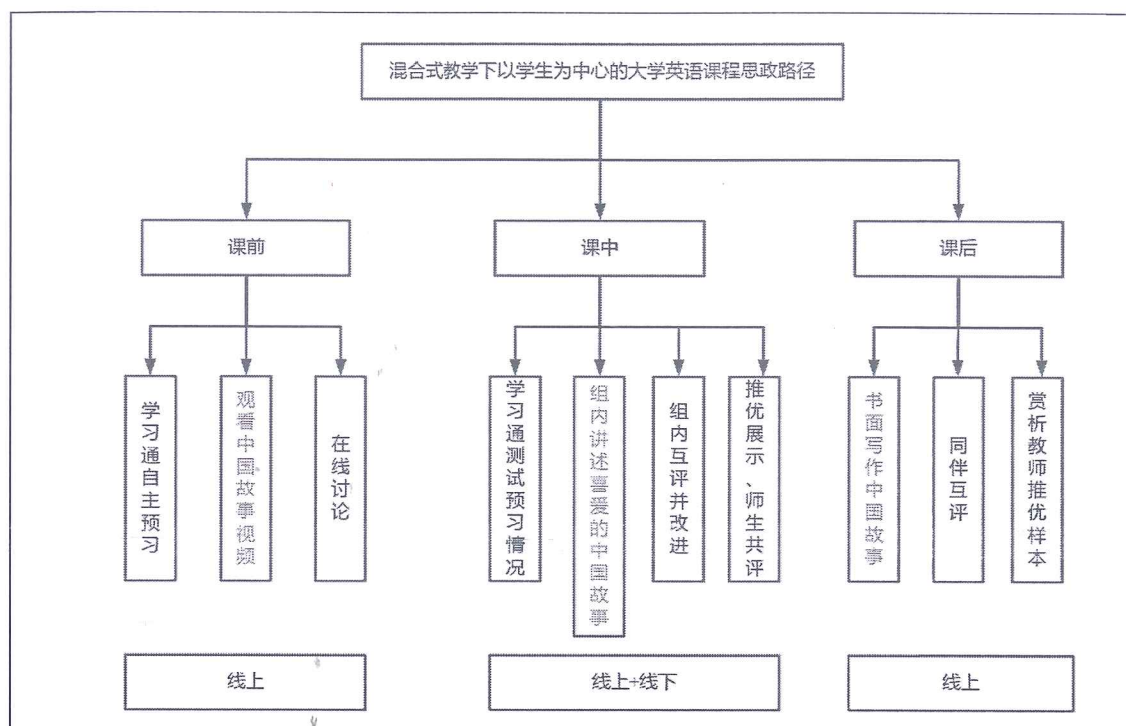 混合式教学下以学生为中心的大学英语课程思政路径
课前
课中
课后
学习通自主预习
观看中国故事视频
在线讨论
学习通测试预习情况
组内讲述喜爱的中国故事
组内互评并改进
推优展示、师生共评
书面写作中国故事
同伴互评
赏析教师推优样本
线上
线上+线下
线上